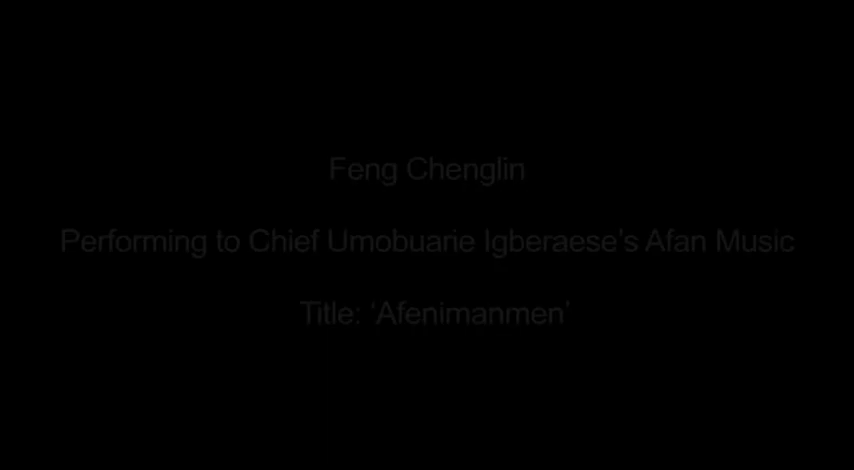 Feng Chenglin
Performing to Chief Umobuarie Igberaese's Afan Music
Title: ‘Afenimanmen’